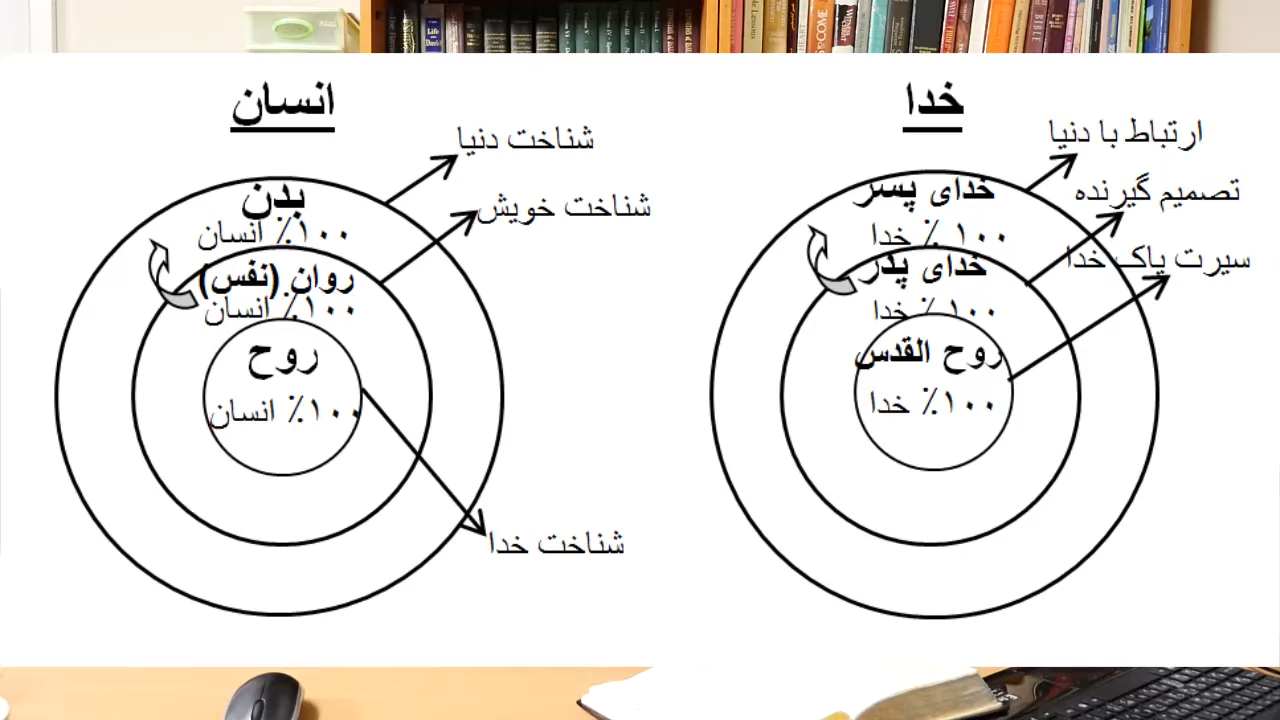 خدا
ارتباط با دنیا
تصمیم گیرنده
سیرت پاک خدا
خدای پسر
۱۰۰٪ خدا
خدای پدر
۱۰۰٪ خدا
روح القدس
۱۰۰٪ خدا
انسان
شناخت دنیا
شناخت خویش
بدن
۱۰۰٪ انسان
روان (نفس)
۱۰۰٪ انسان
روح
۱۰۰٪ انسان
شناخت خدا